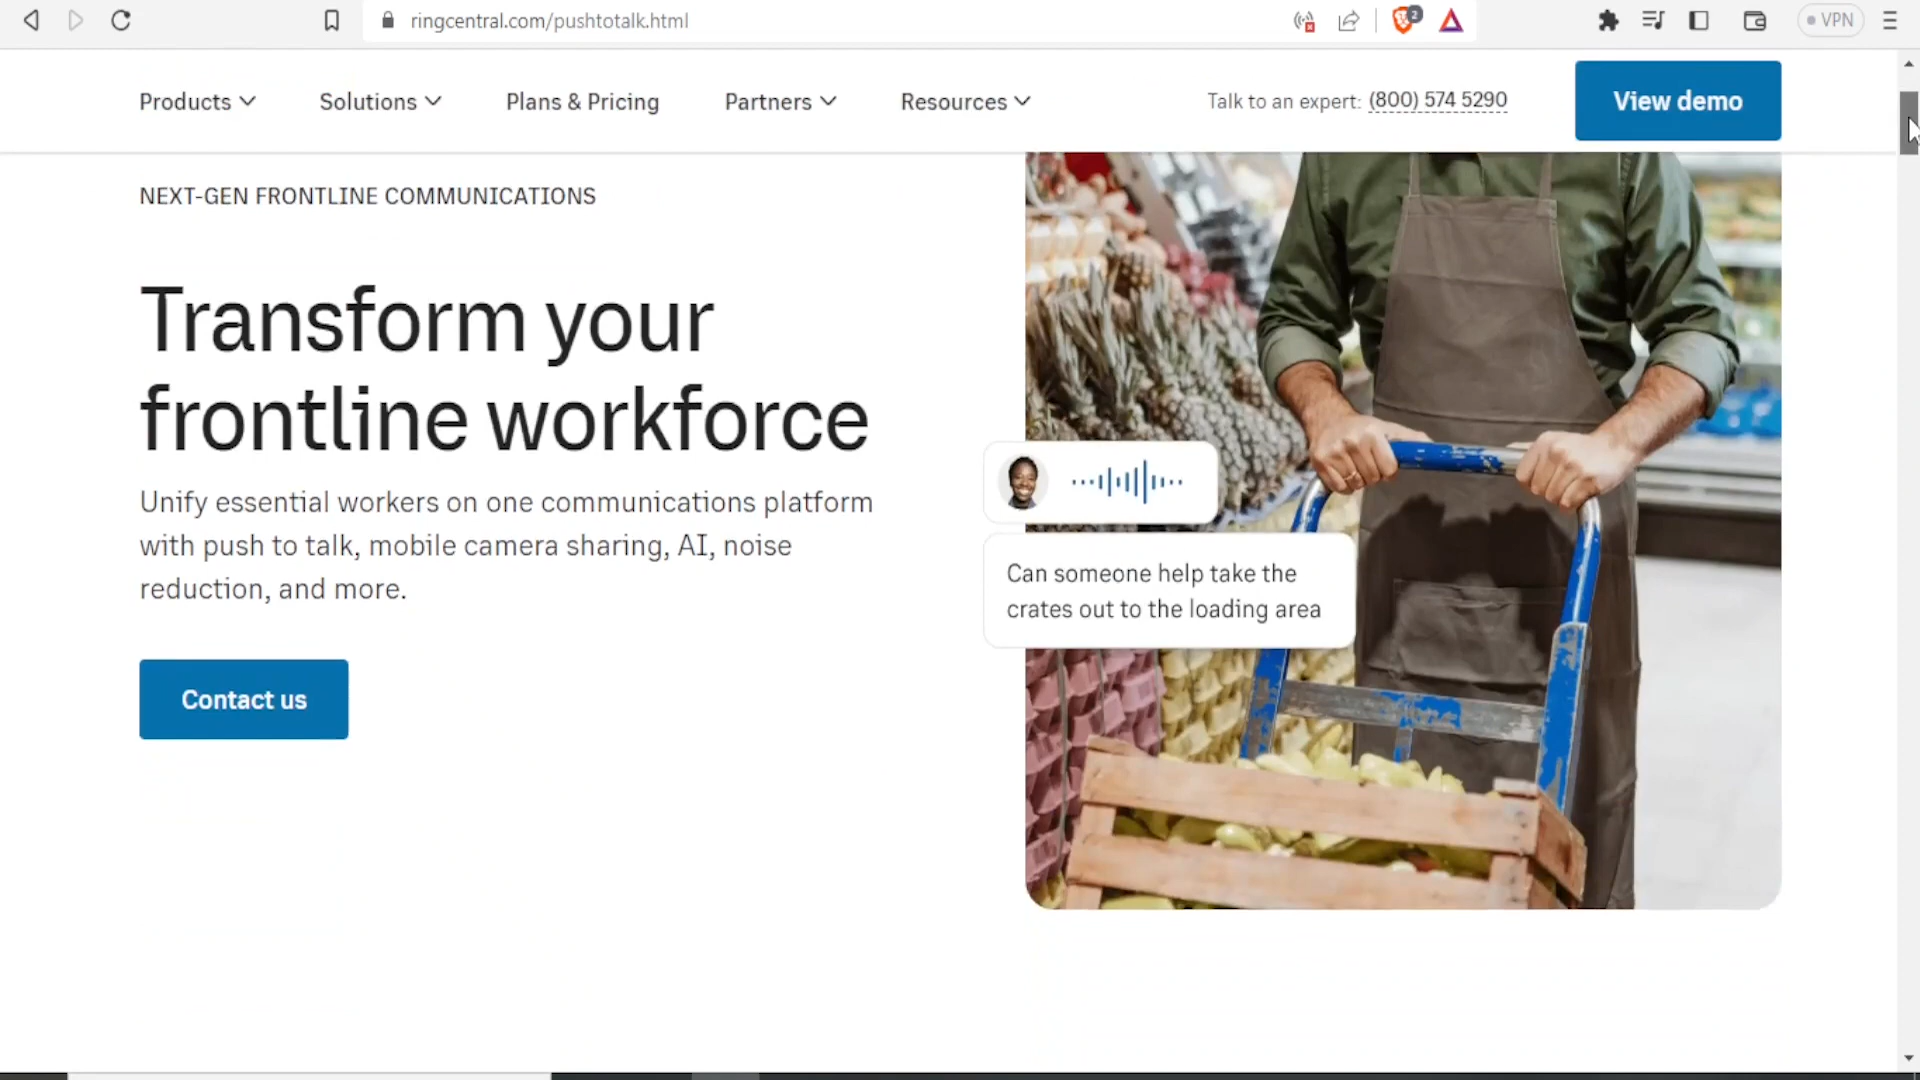 ringcentral.com/pushtotalk.html
2
VPN
Products
Solutions
Plans & Pricing
Partners
Resources
Talk to an expert: (800) 574 5290
View demo
NEXT-GEN FRONTLINE COMMUNICATIONS
Transform your
frontline workforce
Unify essential workers on one communications platform
with push to talk, mobile camera sharing, AI, noise
reduction, and more.
Contact us
Can someone help take the
crates out to the loading area